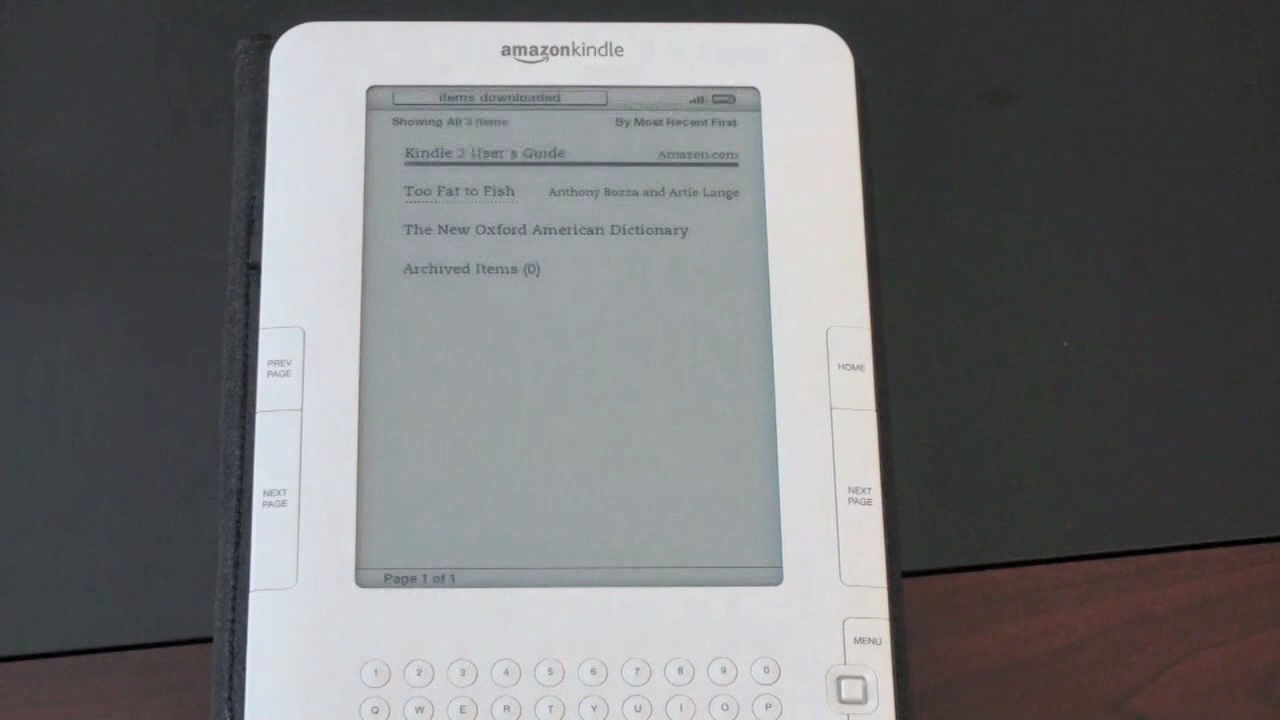 amazonkindle
items downloaded
Showing All 3 Items By Most Recent First
Kindle 2 User's Guide Amazon.com
Too Fat to Fish Anthony Bozza and Artie Lange
The New Oxford American Dictionary
Archived Items (0)
PREV
PAGE
HOME
NEXT
PAGE
NEXT
PAGE
Page 1 of 1
MENU
1 2 3 4 5 6 7 8 9 0
Q W E R T Y U I O P